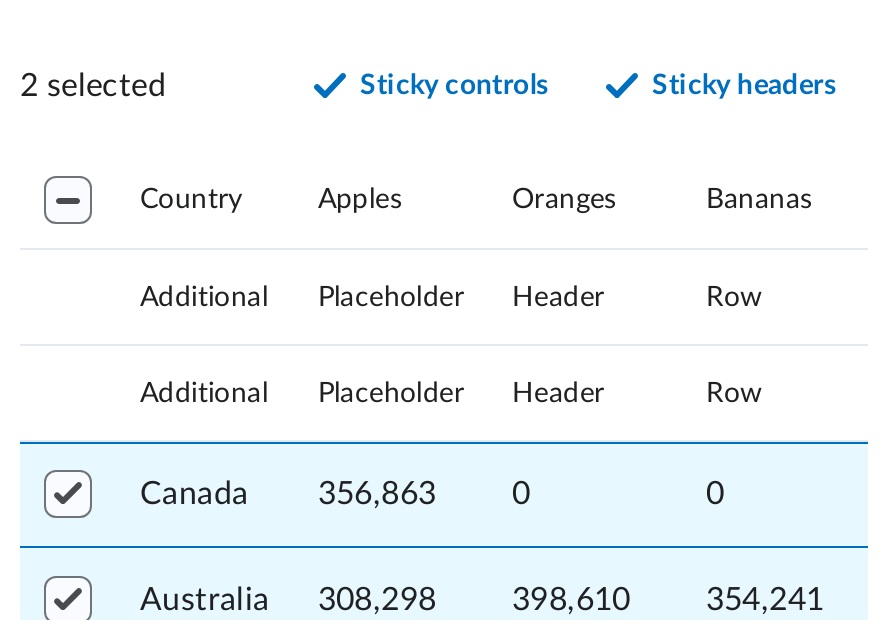 2 selected Sticky controls Sticky headers
Country Apples Oranges Bananas
Additional Placeholder Header Row
Additional Placeholder Header Row
Canada 356,863 0 0
Australia 308,298 398,610 354,241